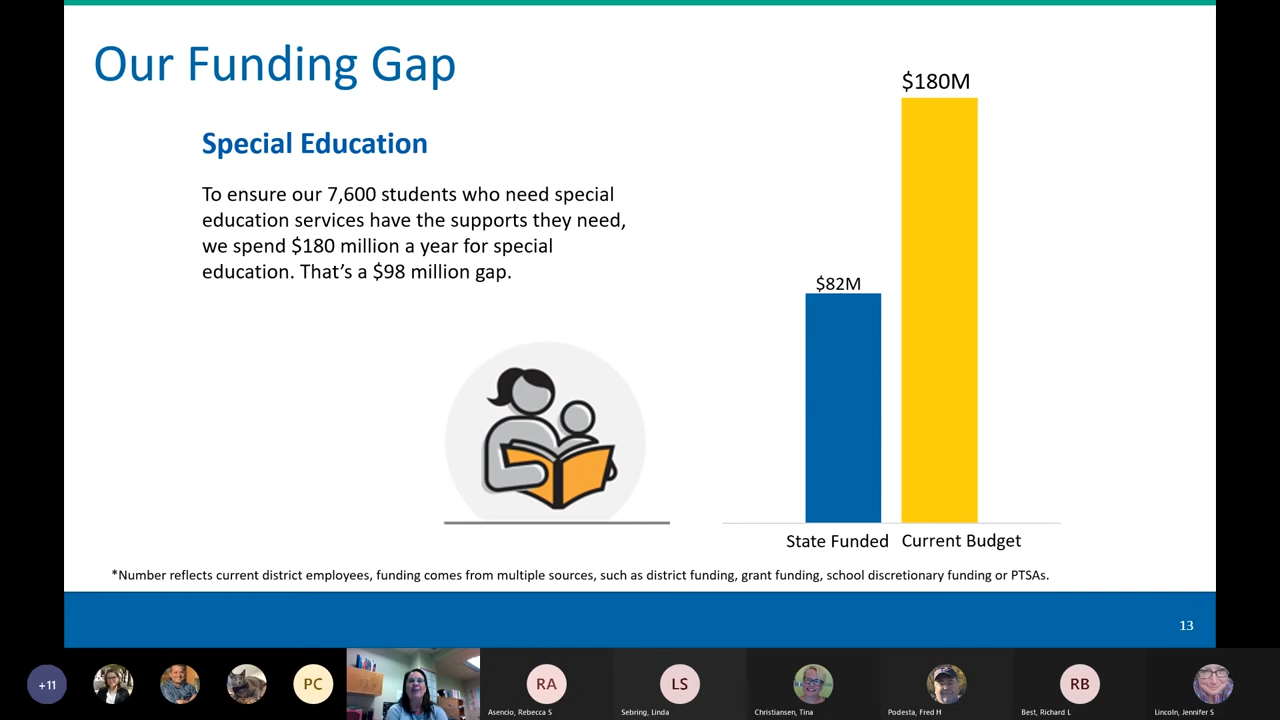 Our Funding Gap
Special Education
To ensure our 7,600 students who need special
education services have the supports they need,
we spend $180 million a year for special
education. That’s a $98 million gap.
$180M
$82M
State Funded
Current Budget
*Number reflects current district employees, funding comes from multiple sources, such as district funding, grant funding, school discretionary funding or PTSAs.
13
+11
PC
RA
LS
RB
Asencio, Rebecca S
Sebring, Linda
Christiansen, Tina
Podesta, Fred H
Best, Richard L
Lincoln, Jennifer S